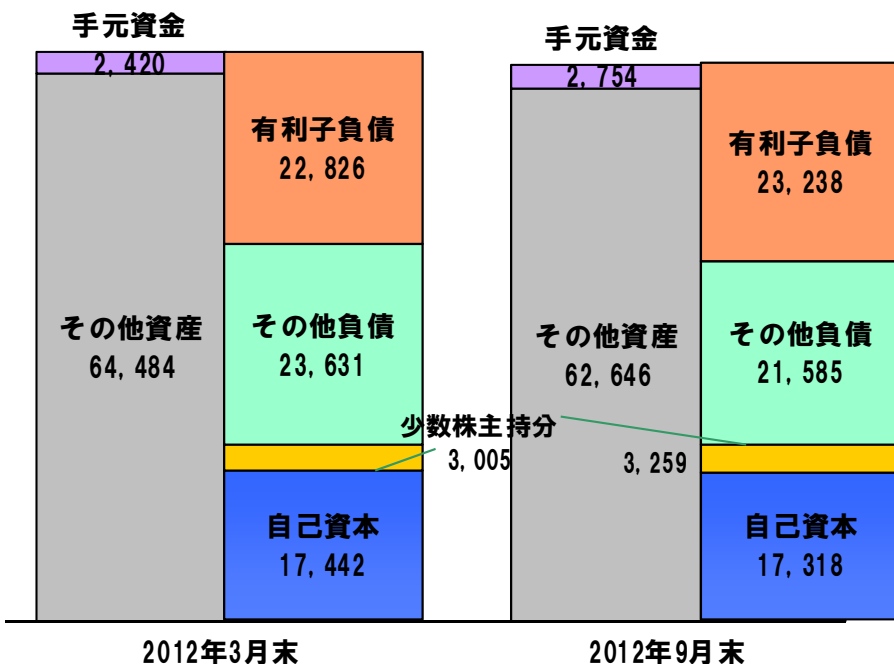 手元資金
2,420
その他資産
64,484
有利子負債
22,826
その他負債
23,631
少数株主持分
3,005
自己資本
17,442
2012年3月末
手元資金
2,754
その他資産
62,646
有利子負債
23,238
その他負債
21,585
3,259
自己資本
17,318
2012年9月末